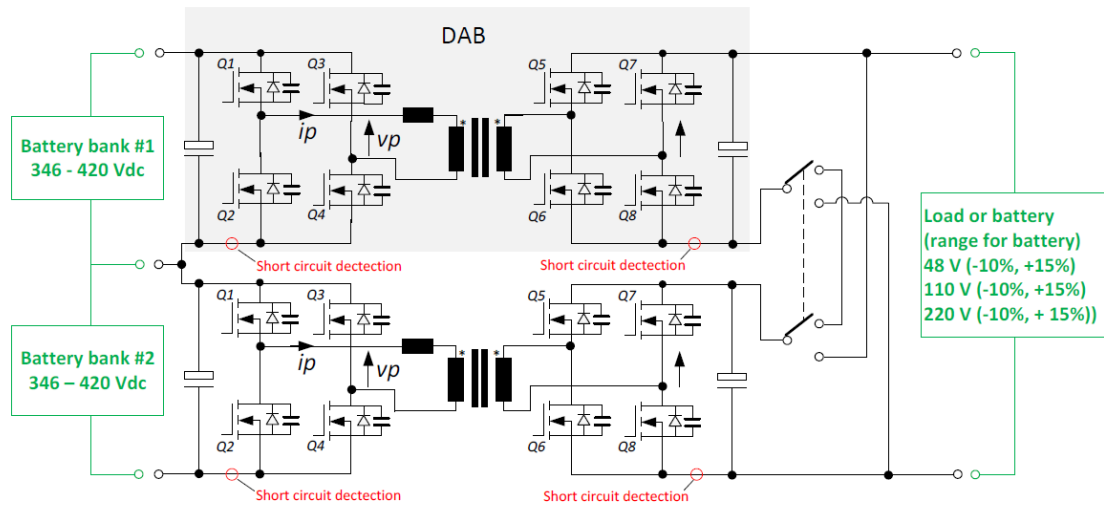 DAB
Q1
Q3
Q5
Q7
ip
vp
*
*
Battery bank #1
346 - 420 Vdc
Q2
Q4
Q6
Q8
Short circuit dectection
Short circuit dectection
Load or battery
(range for battery)
48 V (-10%, +15%)
110 V (-10%, +15%)
220 V (-10%, + 15%))
Q1
Q3
Q5
Q7
ip
vp
*
*
Battery bank #2
346 – 420 Vdc
Q2
Q4
Q6
Q8
Short circuit dectection
Short circuit dectection